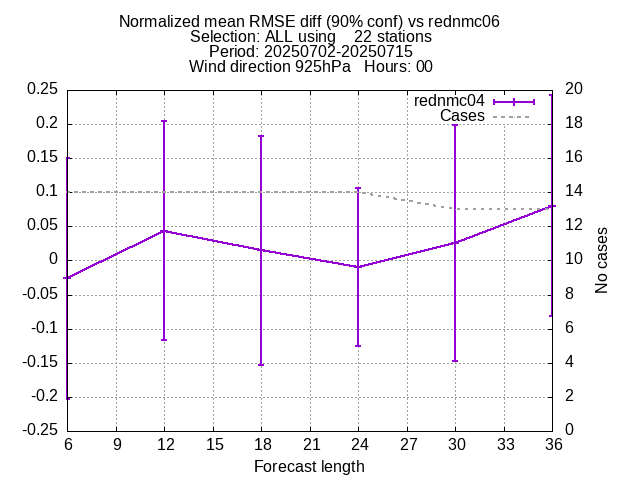 Normalized mean RMSE diff (90% conf) vs rednmc06
Selection: ALL using    22 stations
Period: 20250702-20250715
Wind direction 925hPa   Hours: 00
rednmc04
Cases
0.25
0.2
0.15
0.1
0.05
0
-0.05
-0.1
-0.15
-0.2
-0.25
20
18
16
14
12
10
8
6
4
2
0
No cases
6 9 12 15 18 21 24 27 30 33 36
Forecast length